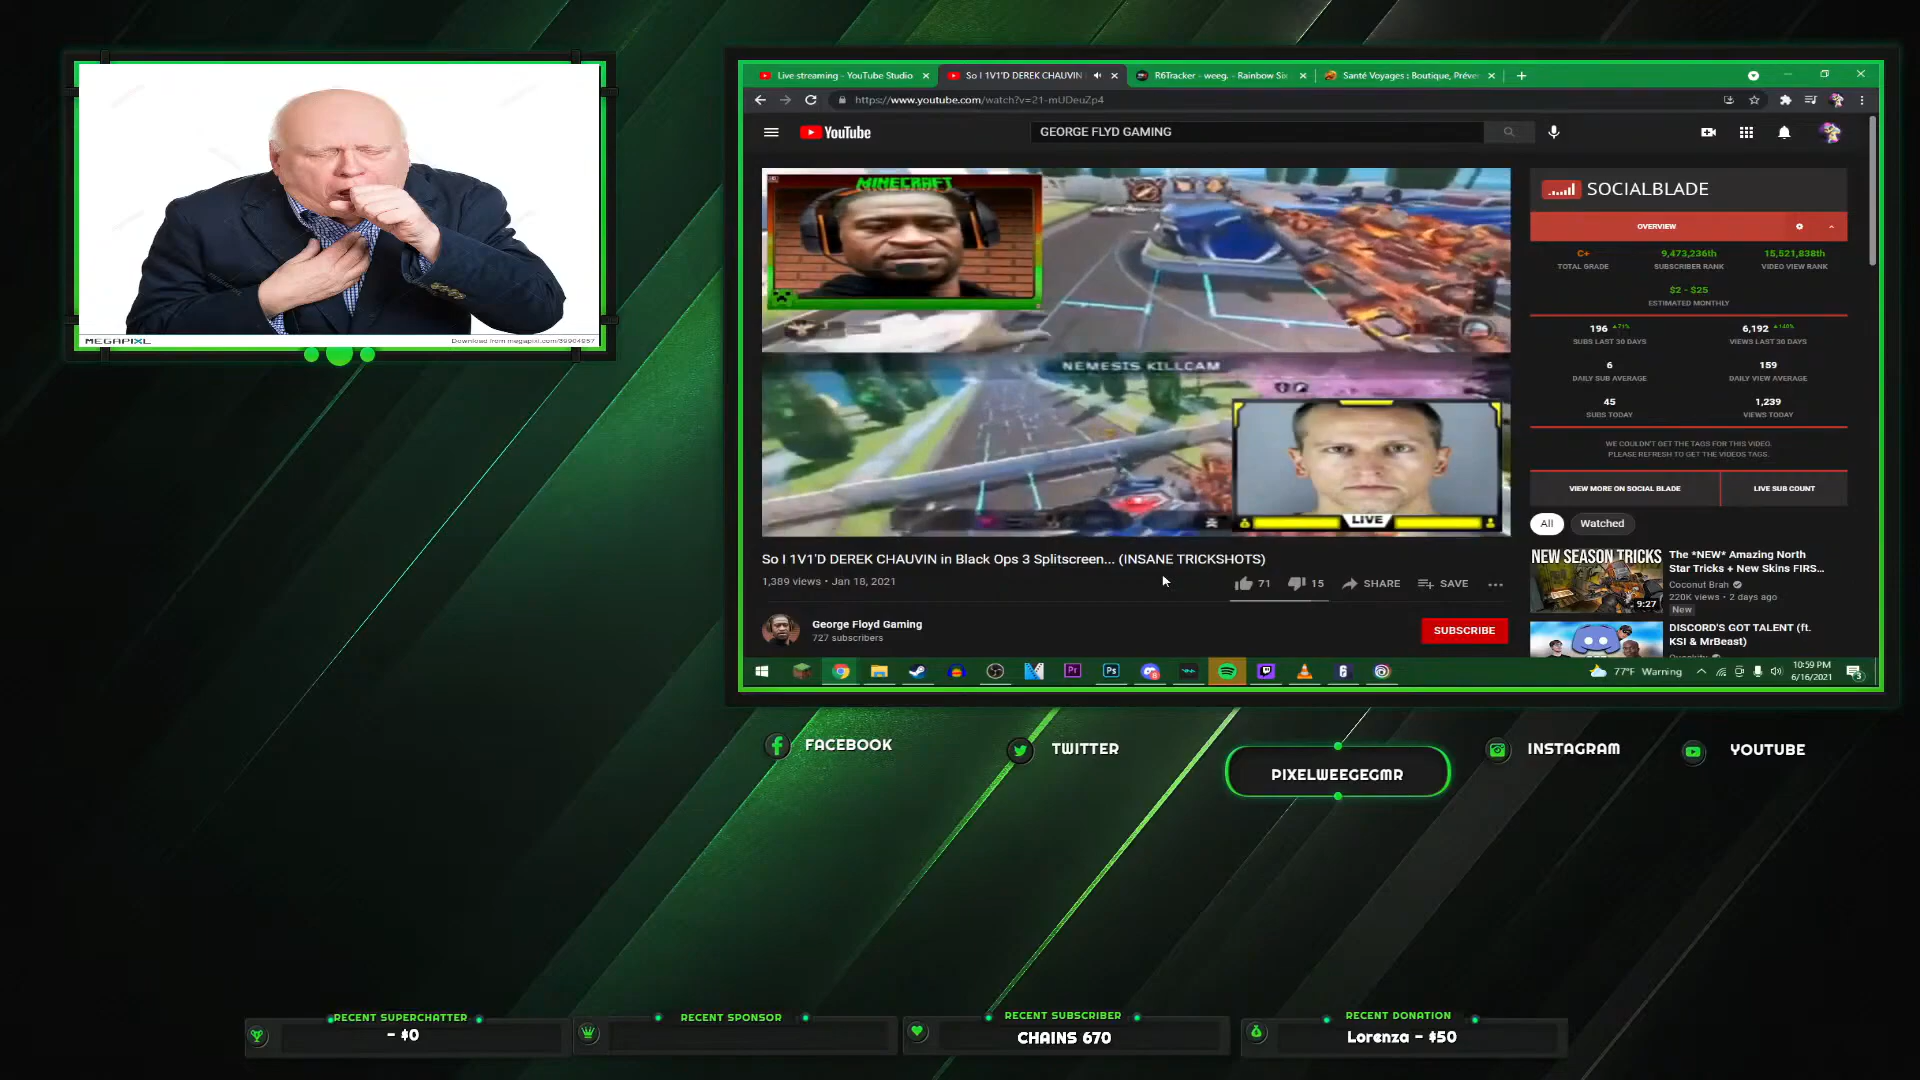 MEGAPIXL
Download from megapixl.com/39904957
Live streaming - YouTube Studio
So I 1V1'D DEREK CHAUVIN
R6Tracker - weeg. - Rainbow Six
Santé Voyages : Boutique, Préve
https://www.youtube.com/watch?v=21-mUDeuZp4
YouTube
GEORGE FLYD GAMING
MINECRAFT
NEMESIS KILLCAM
LIVE
So I 1V1'D DEREK CHAUVIN in Black Ops 3 Splitscreen... (INSANE TRICKSHOTS)
1,389 views • Jan 18, 2021
71
15
SHARE
SAVE
George Floyd Gaming
727 subscribers
SUBSCRIBE
SOCIALBLADE
OVERVIEW
C+
9,473,236th
15,521,838th
TOTAL GRADE
SUBSCRIBER RANK
VIDEO VIEW RANK
$2 - $25
ESTIMATED MONTHLY
196
6,192
SUBS LAST 30 DAYS
VIEWS LAST 30 DAYS
6
159
DAILY SUB AVERAGE
DAILY VIEW AVERAGE
45
1,239
SUBS TODAY
VIEWS TODAY
WE COULDN'T GET THE TAGS FOR THIS VIDEO.
PLEASE REFRESH TO GET THE VIDEOS TAGS.
VIEW MORE ON SOCIAL BLADE
LIVE SUB COUNT
All
Watched
NEW SEASON TRICKS
9:27
The *NEW* Amazing North
Star Tricks + New Skins FIRS...
Coconut Brah
220K views • 2 days ago
New
DISCORD'S GOT TALENT (ft.
KSI & MrBeast)
77°F Warning
10:59 PM
6/16/2021
FACEBOOK
TWITTER
PIXELWEEGEGMR
INSTAGRAM
YOUTUBE
RECENT SUPERCHATTER
- $0
RECENT SPONSOR
RECENT SUBSCRIBER
CHAINS 670
RECENT DONATION
Lorenza - $50